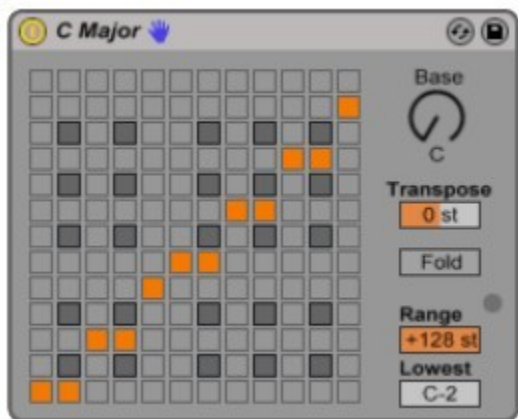 C Major
Base
C
Transpose
0 st
Fold
Range
+128 st
Lowest
C-2